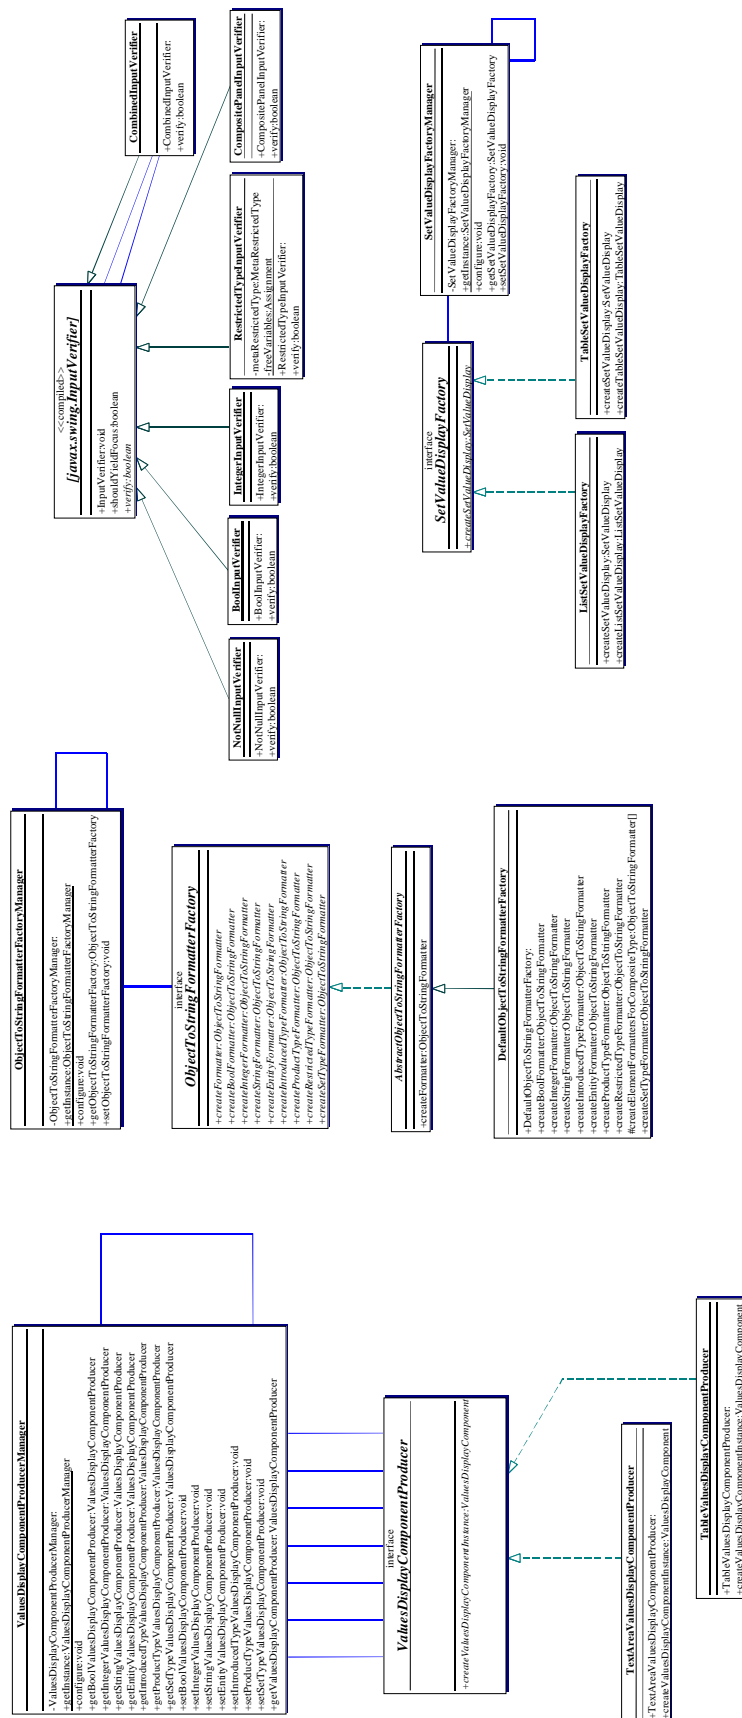 CombinedInputVerifier
+CombinedInputVerifier:
+verify:boolean
CompositePanelInputVerifier
+CompositePanelInputVerifier:
+verify:boolean
RestrictedTypeInputVerifier
-metaRestrictedType:MetaRestrictedType
-freeVariables:Assignment
+RestrictedTypeInputVerifier:
+verify:boolean
<<compiled>>
[javax.swing.InputVerifier]
+InputVerifier:void
+shouldYieldFocus:boolean
+verify:boolean
IntegerInputVerifier
+IntegerInputVerifier:
+verify:boolean
BoolInputVerifier
+BoolInputVerifier:
+verify:boolean
NotNullInputVerifier
+NotNullInputVerifier:
+verify:boolean
SetValueDisplayFactoryManager
-SetValueDisplayFactoryManager:
+getInstance:SetValueDisplayFactoryManager
+configure:void
+getSetValueDisplayFactory:SetValueDisplayFactory
+setSetValueDisplayFactory:void
interface
SetValueDisplayFactory
+createSetValueDisplay:SetValueDisplay
TableSetValueDisplayFactory
+createSetValueDisplay:SetValueDisplay
+createTableSetValueDisplay:TableSetValueDisplay
ListSetValueDisplayFactory
+createSetValueDisplay:SetValueDisplay
+createListSetValueDisplay:ListSetValueDisplay
ObjectToStringFormatterFactoryManager
-ObjectToStringFormatterFactoryManager:
+getInstance:ObjectToStringFormatterFactoryManager
+configure:void
+getObjectToStringFormatterFactory:ObjectToStringFormatterFactory
+setObjectToStringFormatterFactory:void
interface
ObjectToStringFormatterFactory
+createFormatter:ObjectToStringFormatter
+createBoolFormatter:ObjectToStringFormatter
+createIntegerFormatter:ObjectToStringFormatter
+createStringFormatter:ObjectToStringFormatter
+createEntityFormatter:ObjectToStringFormatter
+createIntroducedTypeFormatter:ObjectToStringFormatter
+createProductTypeFormatter:ObjectToStringFormatter
+createRestrictedTypeFormatter:ObjectToStringFormatter
+createSetTypeFormatter:ObjectToStringFormatter
AbstractObjectToStringFormatterFactory
+createFormatter:ObjectToStringFormatter
DefaultObjectToStringFormatterFactory
+DefaultObjectToStringFormatterFactory:
+createBoolFormatter:ObjectToStringFormatter
+createIntegerFormatter:ObjectToStringFormatter
+createStringFormatter:ObjectToStringFormatter
+createIntroducedTypeFormatter:ObjectToStringFormatter
+createEntityFormatter:ObjectToStringFormatter
+createProductTypeFormatter:ObjectToStringFormatter
+createRestrictedTypeFormatter:ObjectToStringFormatter
#createElementFormattersForCompositeType:ObjectToStringFormatter[]
+createSetTypeFormatter:ObjectToStringFormatter
ValuesDisplayComponentProducerManager
-ValuesDisplayComponentProducerManager:
+getInstance:ValuesDisplayComponentProducerManager
+configure:void
+getBoolValuesDisplayComponentProducer:ValuesDisplayComponentProducer
+getIntegerValuesDisplayComponentProducer:ValuesDisplayComponentProducer
+getStringValuesDisplayComponentProducer:ValuesDisplayComponentProducer
+getEntityValuesDisplayComponentProducer:ValuesDisplayComponentProducer
+getIntroducedTypeValuesDisplayComponentProducer:ValuesDisplayComponentProducer
+getProductTypeValuesDisplayComponentProducer:ValuesDisplayComponentProducer
+getSetTypeValuesDisplayComponentProducer:ValuesDisplayComponentProducer
+setBoolValuesDisplayComponentProducer:void
+setIntegerValuesDisplayComponentProducer:void
+setStringValuesDisplayComponentProducer:void
+setEntityValuesDisplayComponentProducer:void
+setIntroducedTypeValuesDisplayComponentProducer:void
+setProductTypeValuesDisplayComponentProducer:void
+setSetTypeValuesDisplayComponentProducer:void
+getValuesDisplayComponentProducer:ValuesDisplayComponentProducer
interface
ValuesDisplayComponentProducer
+createValuesDisplayComponentInstance:ValuesDisplayComponent
TextAreaValuesDisplayComponentProducer
+TextAreaValuesDisplayComponentProducer:
+createValuesDisplayComponentInstance:ValuesDisplayComponent
TableValuesDisplayComponentProducer
+TableValuesDisplayComponentProducer:
+createValuesDisplayComponentInstance:ValuesDisplayComponent